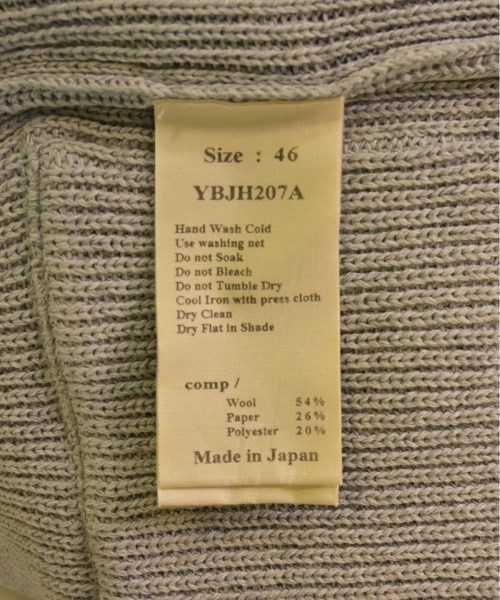 Size : 46
YBJH207A
Hand Wash Cold
Use washing net
Do not Soak
Do not Bleach
Do not Tumble Dry
Cool Iron with press cloth
Dry Clean
Dry Flat in Shade
comp /
Wool 54%
Paper 26%
Polyester 20%
Made in Japan